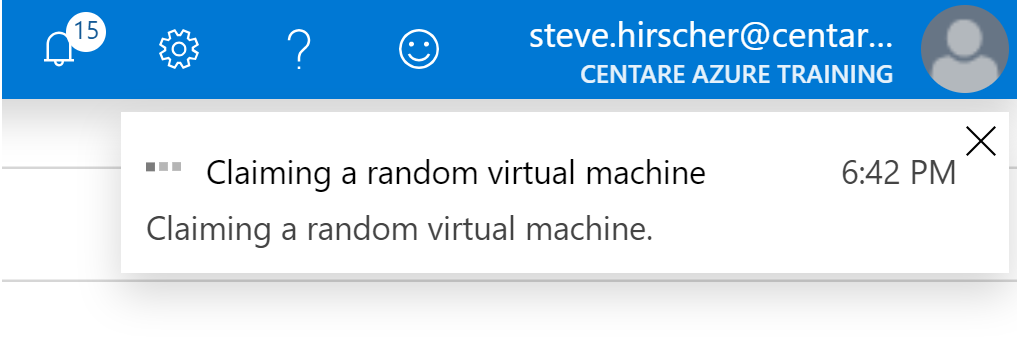 15
steve.hirscher@centar...
CENTARE AZURE TRAINING
Claiming a random virtual machine 6:42 PM
Claiming a random virtual machine.